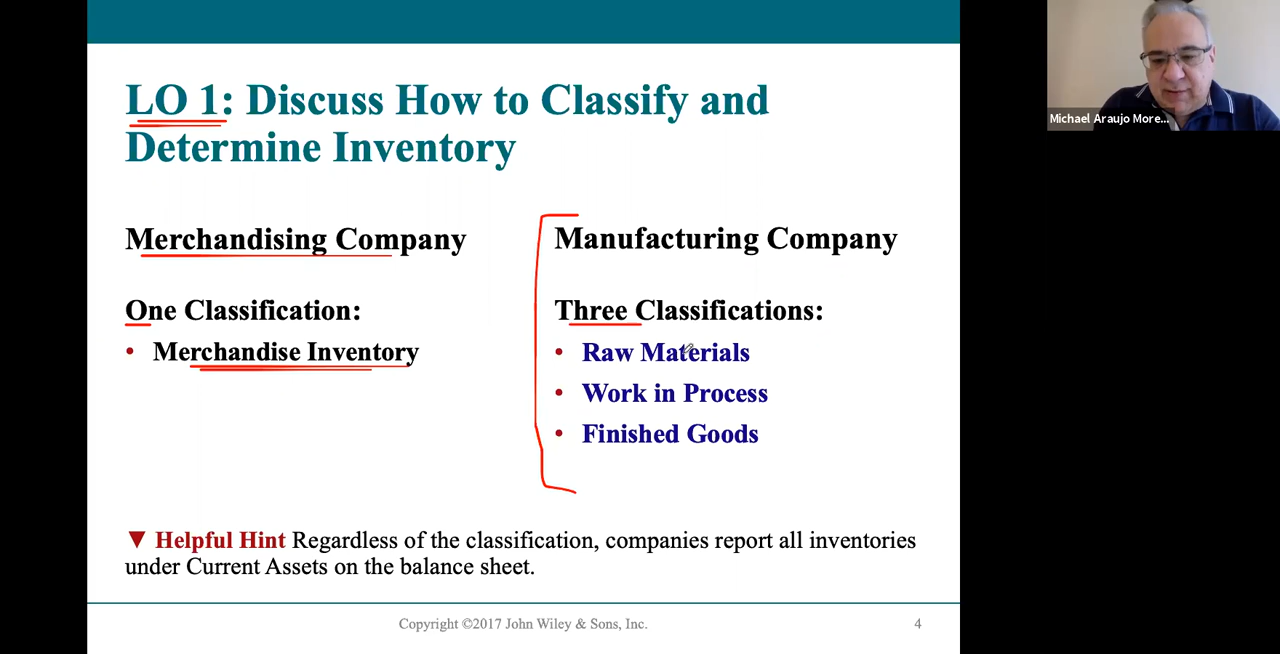 LO 1: Discuss How to Classify and
Determine Inventory
Merchandising Company
One Classification:
• Merchandise Inventory
Manufacturing Company
Three Classifications:
• Raw Materials
• Work in Process
• Finished Goods
▼ Helpful Hint Regardless of the classification, companies report all inventories
under Current Assets on the balance sheet.
Copyright ©2017 John Wiley & Sons, Inc.
4
Michael Araujo More...